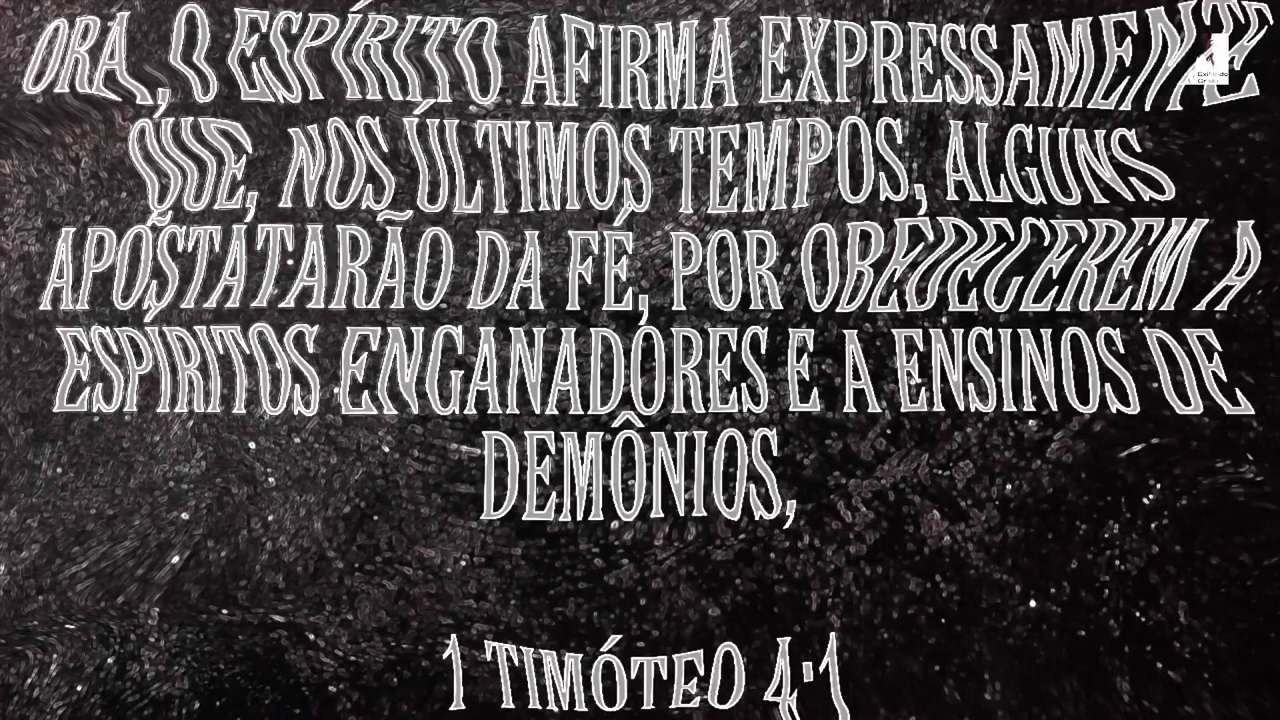 ORA, O ESPÍRITO AFIRMA EXPRESSAMENTE
QUE, NOS ÚLTIMOS TEMPOS, ALGUNS
APOSTATARÃO DA FÉ, POR OBEDECEREM A
ESPÍRITOS ENGANADORES E A ENSINOS DE
DEMÔNIOS,
1 TIMÓTEO 4:1